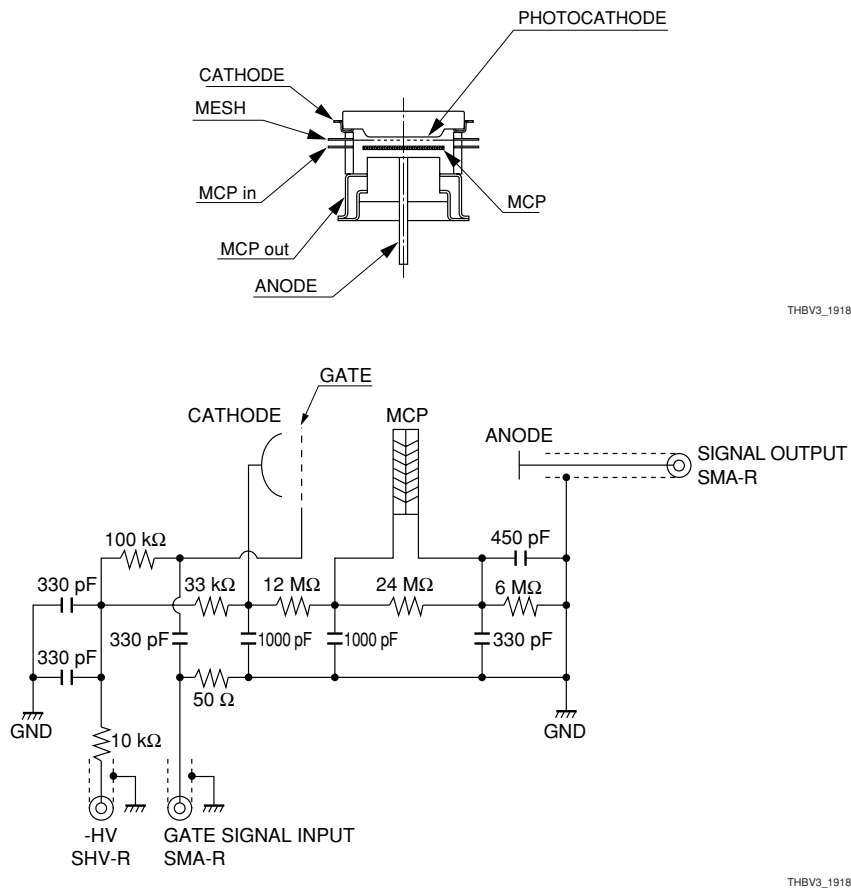 PHOTOCATHODE
CATHODE
MESH
MCP in
MCP
MCP out
ANODE
THBV3_1918
GATE
CATHODE
MCP
ANODE
SIGNAL OUTPUT
SMA-R
100 kΩ
450 pF
330 pF
33 kΩ
12 MΩ
24 MΩ
6 MΩ
330 pF
330 pF
1000 pF
1000 pF
330 pF
50 Ω
GND
GND
10 kΩ
-HV
SHV-R
GATE SIGNAL INPUT
SMA-R
THBV3_1918